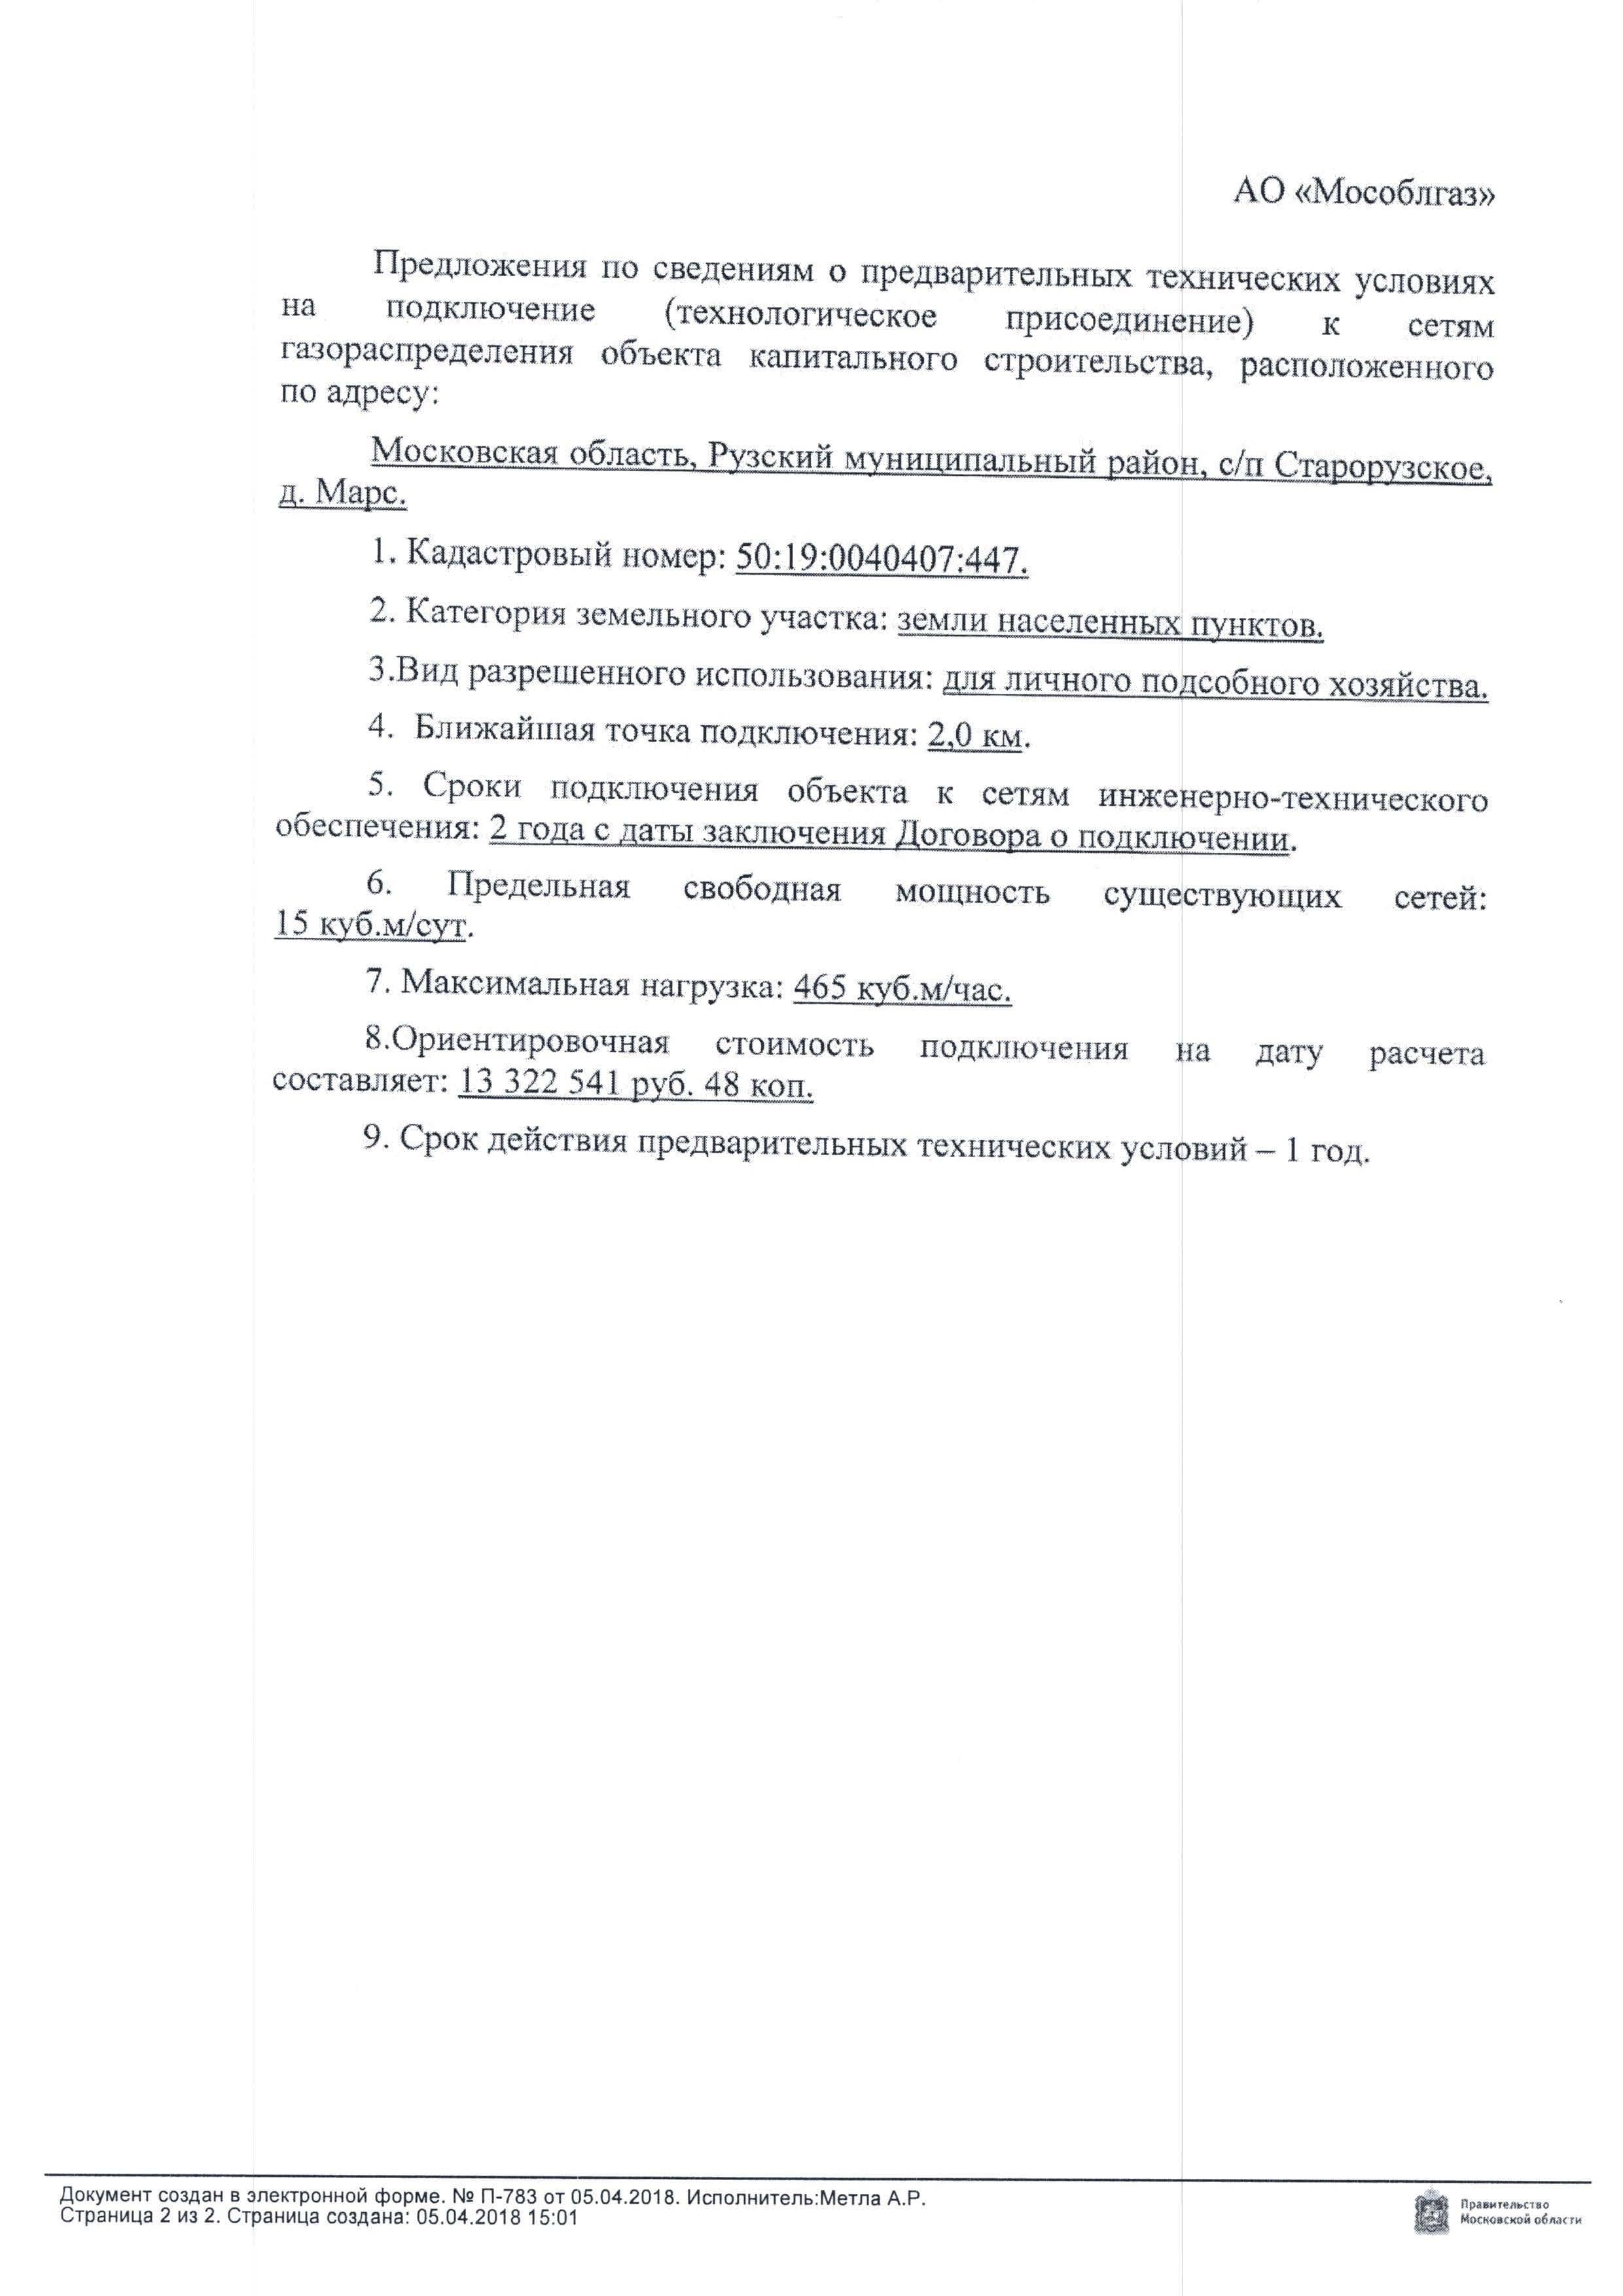 АО «Мособлгаз»
Предложения по сведениям о предварительных технических условиях
на подключение (технологическое присоединение) к сетям
газораспределения объекта капитального строительства, расположенного
по адресу:
Московская область, Рузский муниципальный район, с/п Старорузское,
д. Марс.
1. Кадастровый номер: 50:19:0040407:447.
2. Категория земельного участка: земли населенных пунктов.
3.Вид разрешенного использования: для личного подсобного хозяйства.
4. Ближайшая точка подключения: 2,0 км.
5. Сроки подключения объекта к сетям инженерно-технического
обеспечения: 2 года с даты заключения Договора о подключении.
6. Предельная свободная мощность существующих сетей:
15 куб.м/сут.
7. Максимальная нагрузка: 465 куб.м/час.
8.Ориентировочная стоимость подключения на дату расчета
составляет: 13 322 541 руб. 48 коп.
9. Срок действия предварительных технических условий – 1 год.
Документ создан в электронной форме. № П-783 от 05.04.2018. Исполнитель:Метла А.Р.
Страница 2 из 2. Страница создана: 05.04.2018 15:01
Правительство
Московской области